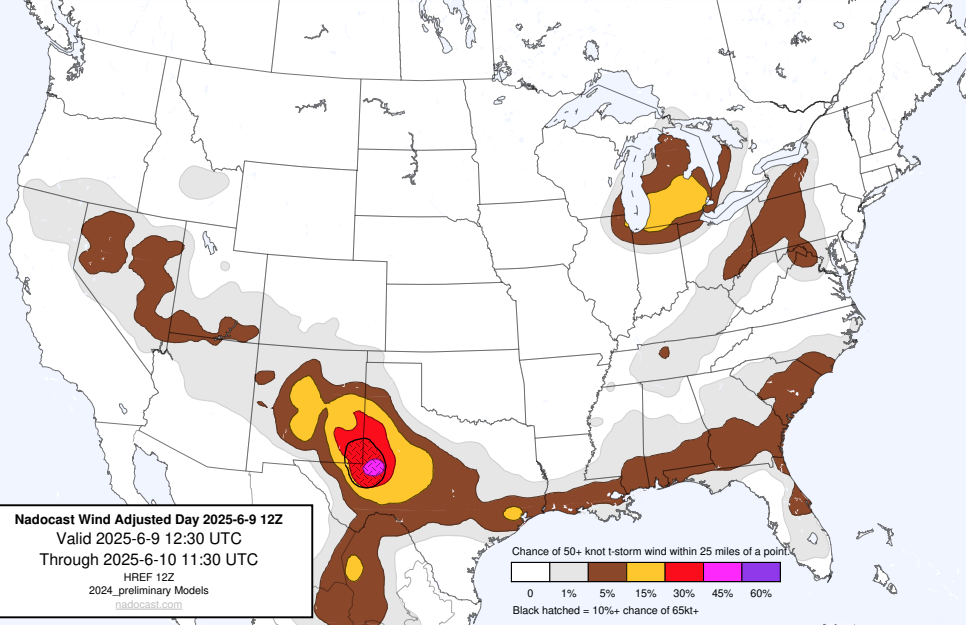 Nadocast Wind Adjusted Day 2025-6-9 12Z
Valid 2025-6-9 12:30 UTC
Through 2025-6-10 11:30 UTC
HREF 12Z
2024_preliminary Models
nadocast.com
Chance of 50+ knot t-storm wind within 25 miles of a point.
0 1% 5% 15% 30% 45% 60%
Black hatched = 10%+ chance of 65kt+